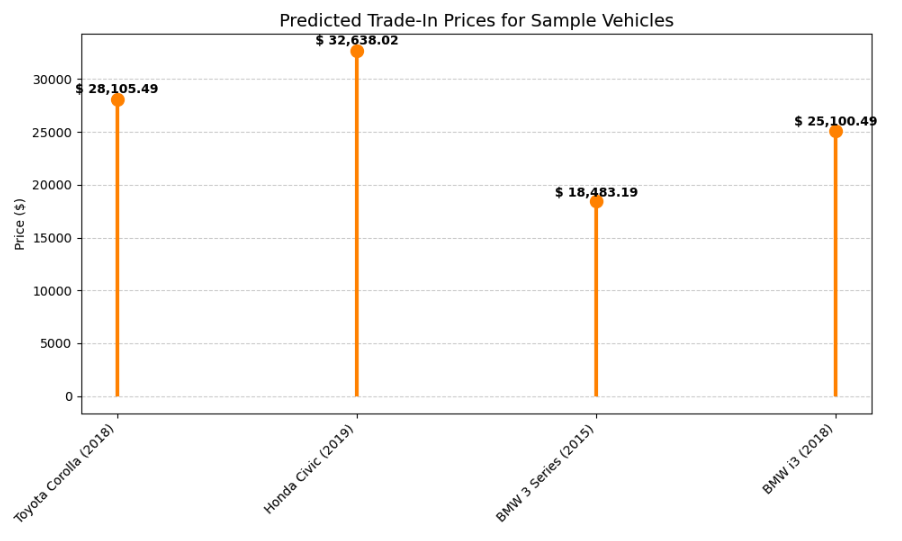 Predicted Trade-In Prices for Sample Vehicles
$ 32,638.02
$ 28,105.49
$ 25,100.49
$ 18,483.19
Price ($)
30000
25000
20000
15000
10000
5000
0
Toyota Corolla (2018)
Honda Civic (2019)
BMW 3 Series (2015)
BMW i3 (2018)